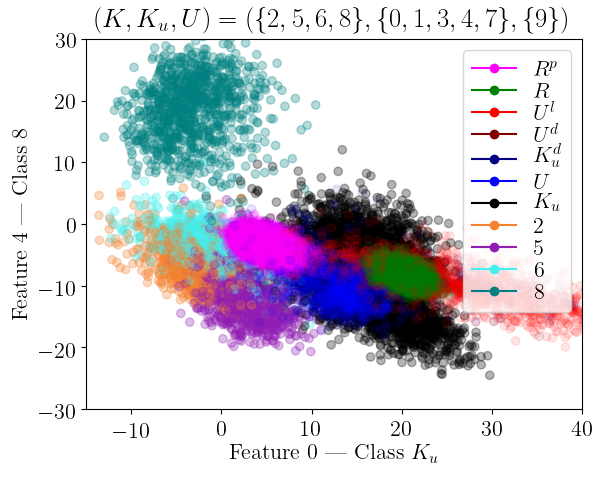 (K, K_u, U) = ({2, 5, 6, 8}, {0, 1, 3, 4, 7}, {9})
30
20
10
0
−10
−20
−30
Feature 4 — Class 8
R^p
R
U^l
U^d
K_u^d
U
K_u
2
5
6
8
−10
0
10
20
30
40
Feature 0 — Class K_u